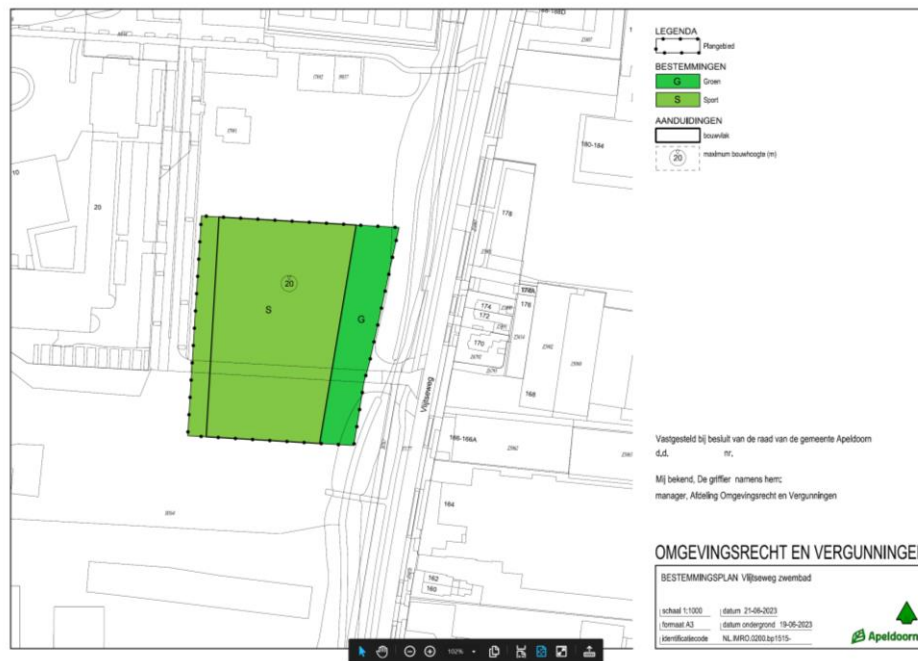 LEGENDA
Plangebied
BESTEMMINGEN
G Groen
S Sport
AANDUIDINGEN
bouwvlak
20 maximum bouwhoogte (m)
180-184
178
20
20
S
G
174
172
170
176
168
Vlijtseweg
166-166A
164
162
160
Vastgesteld bij besluit van de raad van de gemeente Apeldoorn
d.d. nr.
Mij bekend, De griffier namens hem:
manager, Afdeling Omgevingsrecht en Vergunningen
OMGEVINGSRECHT EN VERGUNNINGEN
BESTEMMINGSPLAN Vlijtseweg zwembad
schaal 1:1000 datum 21-06-2023
formaat A3 datum ondergrond 19-06-2023
identificatiecode NL.IMRO.0200.bp1515-
Apeldoorn
102%